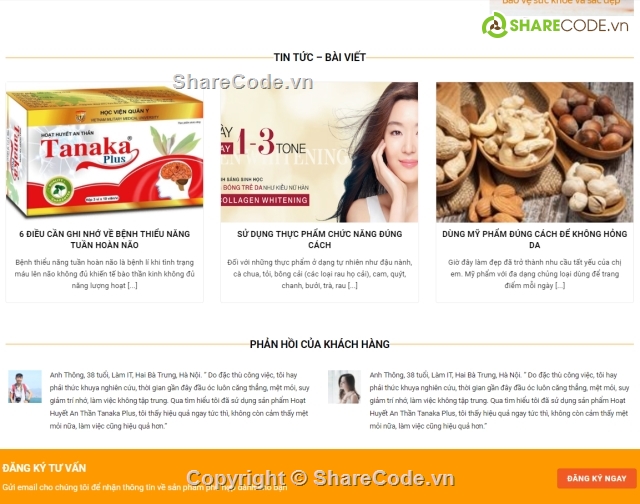 Bảo vệ sức khỏe và sắc đẹp
SHARECODE.vn
TIN TỨC – BÀI VIẾT
ShareCode.vn
HỌC VIỆN QUÂN Y
HOẠT HUYẾT AN THẦN
Tanaka
Plus
1-3
TONE
COLLAGEN WHITENING
6 ĐIỀU CẦN GHI NHỚ VỀ BỆNH THIỂU NĂNG
TUẦN HOÀN NÃO
Bệnh thiểu năng tuần hoàn não là bệnh lí khi tình trạng
máu lên não không đủ khiến tế bào thần kinh không đủ
năng lượng hoạt [...]
SỬ DỤNG THỰC PHẨM CHỨC NĂNG ĐÚNG
CÁCH
Đối với những thực phẩm ở dạng tự nhiên như đậu nành,
cà chua, tỏi, bông cải (các loại rau họ cải), cam, quýt,
chanh, bưởi, trà, rau [...]
DÙNG MỸ PHẨM ĐÚNG CÁCH ĐỂ KHÔNG HỎNG
DA
Giờ đây làm đẹp đã trở thành nhu cầu tất yếu của chị
em. Mỹ phẩm với đa dạng chủng loại dùng để trang
điểm mỗi ngày [...]
PHẢN HỒI CỦA KHÁCH HÀNG
Anh Thông, 38 tuổi, Làm IT, Hai Bà Trưng, Hà Nội. " Do đặc thù công việc, tôi hay
phải thức khuya nghiên cứu, thời gian gần đây đầu óc luôn căng thẳng, mệt mỏi, suy
giảm trí nhớ, làm việc không tập trung. Qua tìm hiểu tôi đã sử dụng sản phẩm Hoạt
Huyết An Thần Tanaka Plus, tôi thấy hiệu quả ngay tức thì, không còn cảm thấy mệt
mỏi nữa, làm việc cũng hiệu quả hơn."
Anh Thông, 38 tuổi, Làm IT, Hai Bà Trưng, Hà Nội. " Do đặc thù công việc, tôi hay
phải thức khuya nghiên cứu, thời gian gần đây đầu óc luôn căng thẳng, mệt mỏi, suy
giảm trí nhớ, làm việc không tập trung. Qua tìm hiểu tôi đã sử dụng sản phẩm Hoạt
Huyết An Thần Tanaka Plus, tôi thấy hiệu quả ngay tức thì, không còn cảm thấy mệt
mỏi nữa, làm việc cũng hiệu quả hơn."
ĐĂNG KÝ TƯ VẤN
Gửi email cho chúng tôi để nhận thông tin về sản phẩm
ĐĂNG KÝ NGAY
Copyright © ShareCode.vn